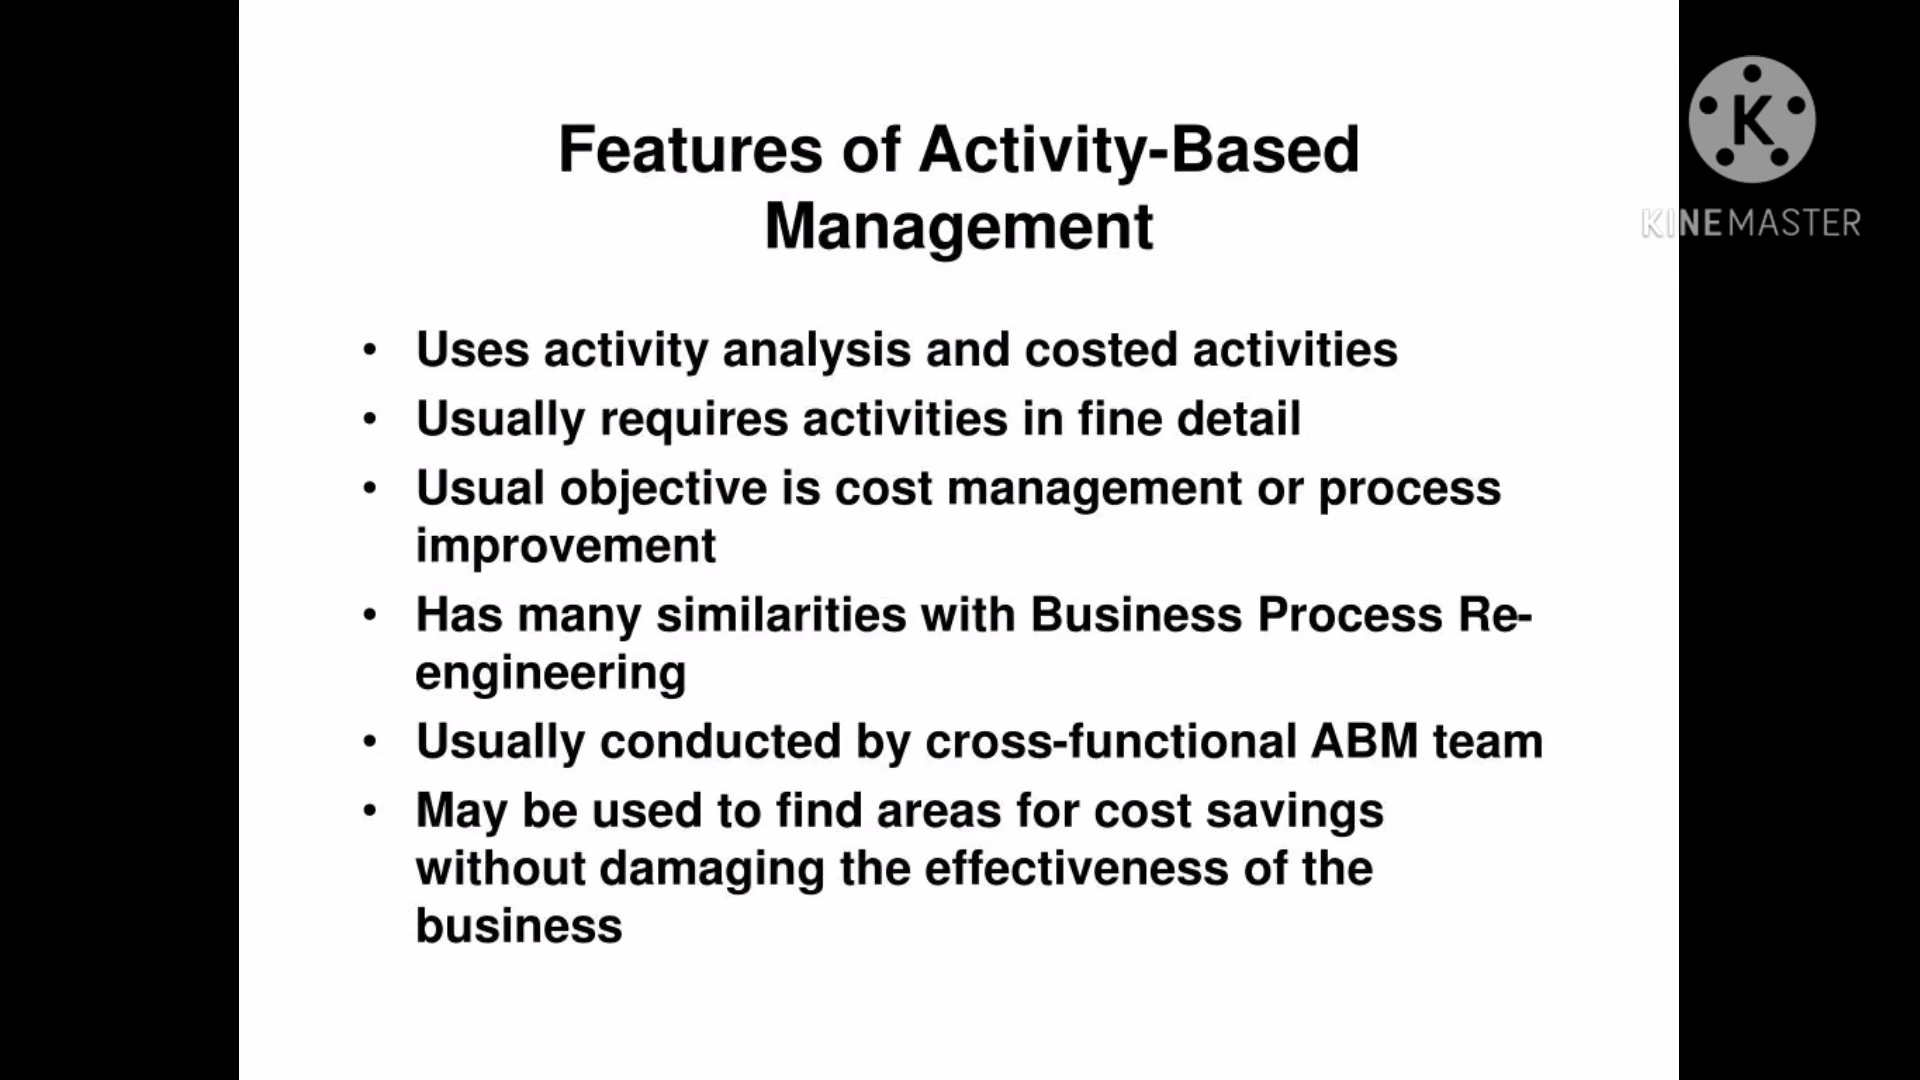 Features of Activity-Based
Management
• Uses activity analysis and costed activities
• Usually requires activities in fine detail
• Usual objective is cost management or process
improvement
• Has many similarities with Business Process Re-
engineering
• Usually conducted by cross-functional ABM team
• May be used to find areas for cost savings
without damaging the effectiveness of the
business
K
KINEMASTER